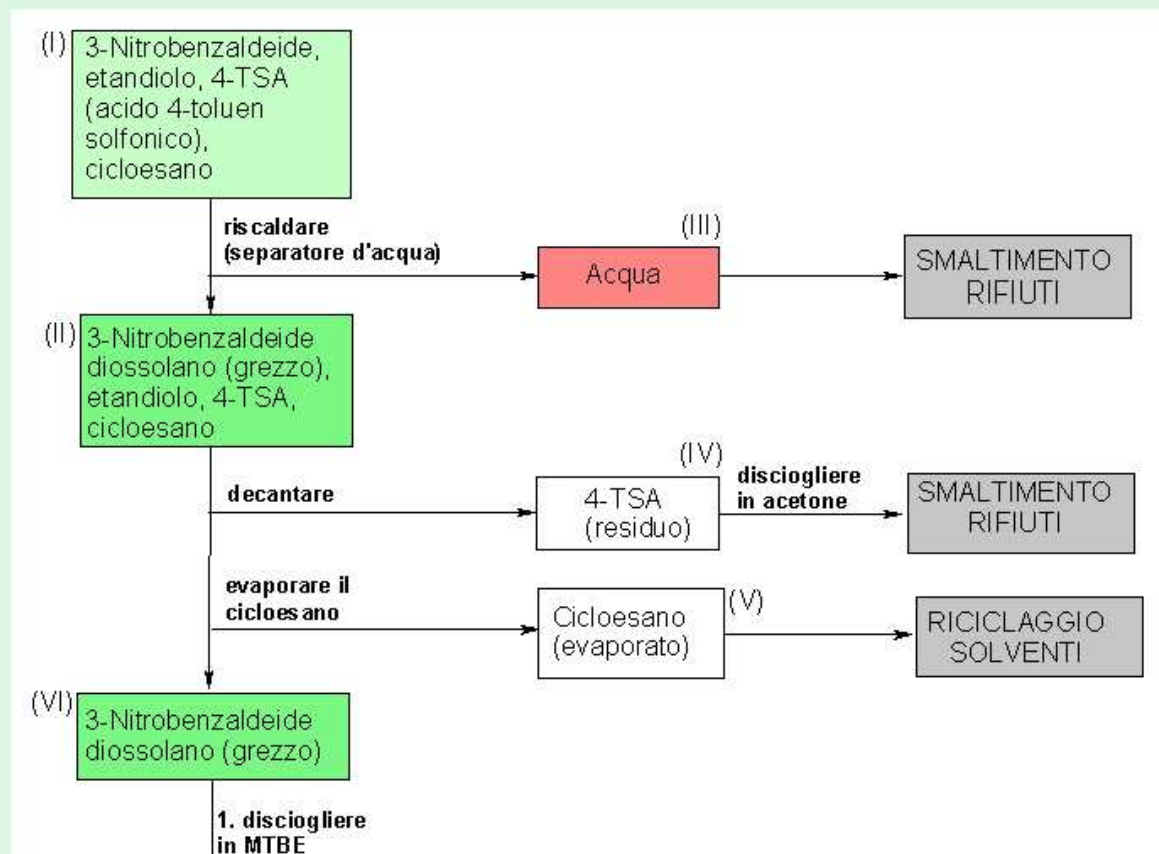 (I)
3-Nitrobenzaldeide,
etandiolo, 4-TSA
(acido 4-toluen
solfonico),
cicloesano
riscaldare
(separatore d'acqua)
(III)
Acqua
SMALTIMENTO
RIFIUTI
(II)
3-Nitrobenzaldeide
diossolano (grezzo),
etandiolo, 4-TSA,
cicloesano
decantare
(IV)
4-TSA
(residuo)
disciogliere
in acetone
SMALTIMENTO
RIFIUTI
evaporare il
cicloesano
Cicloesano
(evaporato)
(V)
RICICLAGGIO
SOLVENTI
(VI)
3-Nitrobenzaldeide
diossolano (grezzo)
1. disciogliere
in MTBE